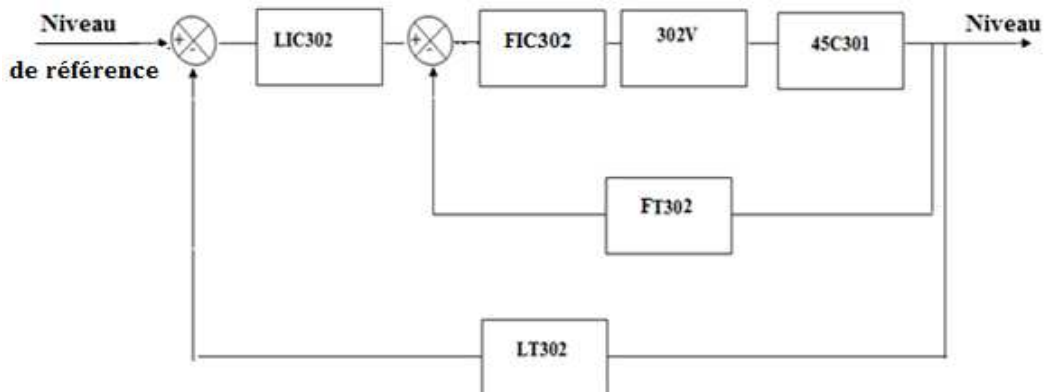 Niveau
de référence
+
-
LIC302
+
-
FIC302
302V
45C301
Niveau
FT302
LT302